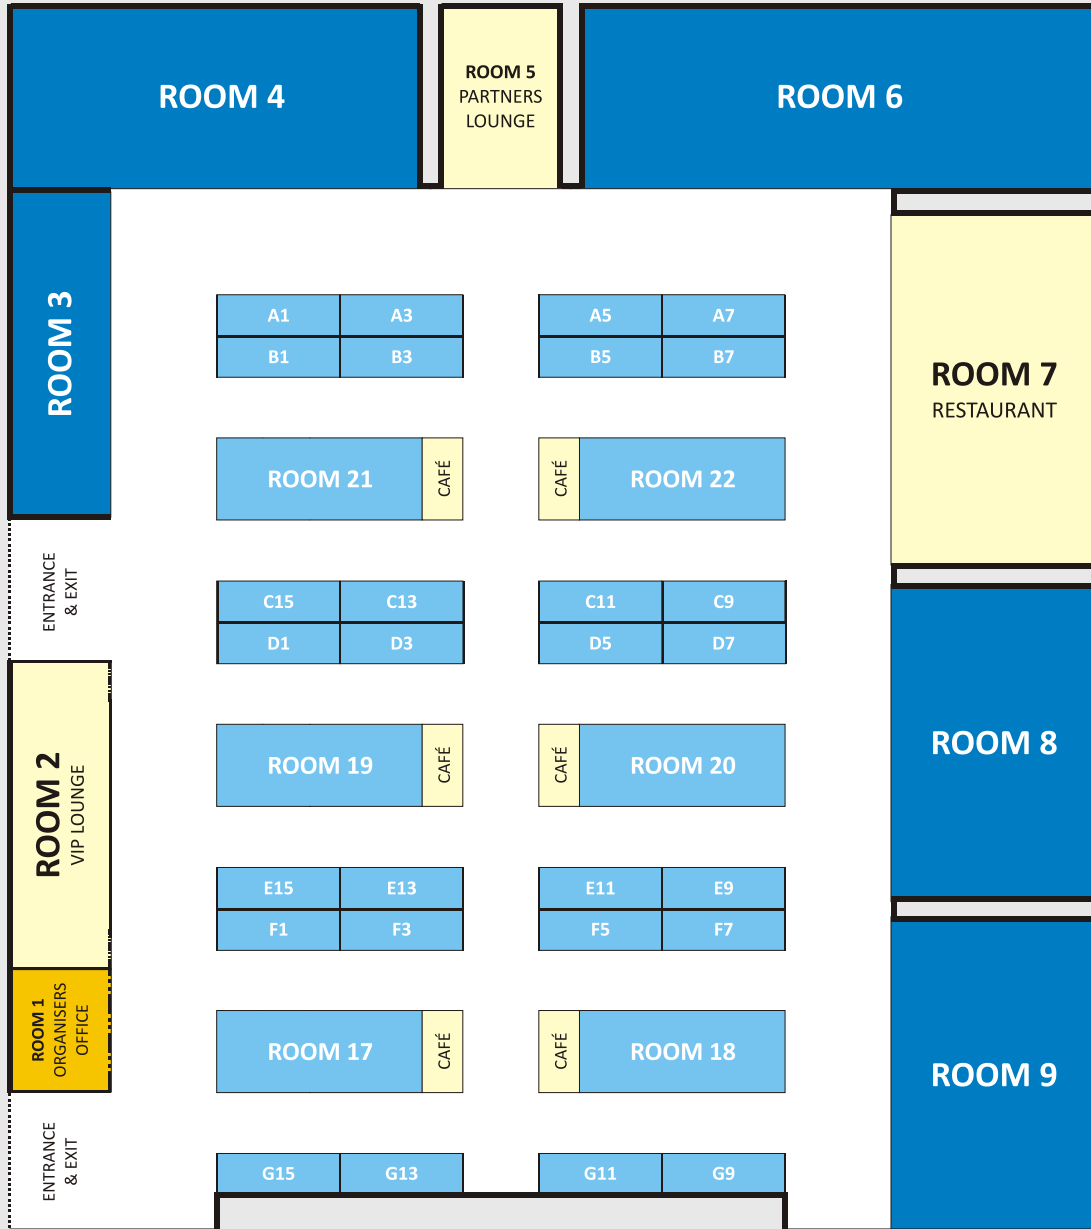 ROOM 4
ROOM 5
PARTNERS
LOUNGE
ROOM 6
ROOM 3
A1
A3
A5
A7
B1
B3
B5
B7
ROOM 7
RESTAURANT
ROOM 21
CAFÉ
CAFÉ
ROOM 22
ENTRANCE
& EXIT
C15
C13
C11
C9
D1
D3
D5
D7
ROOM 2
VIP LOUNGE
ROOM 19
CAFÉ
CAFÉ
ROOM 20
ROOM 8
E15
E13
E11
E9
F1
F3
F5
F7
ROOM 1
ORGANISERS
OFFICE
ROOM 17
CAFÉ
CAFÉ
ROOM 18
ROOM 9
ENTRANCE
& EXIT
G15
G13
G11
G9